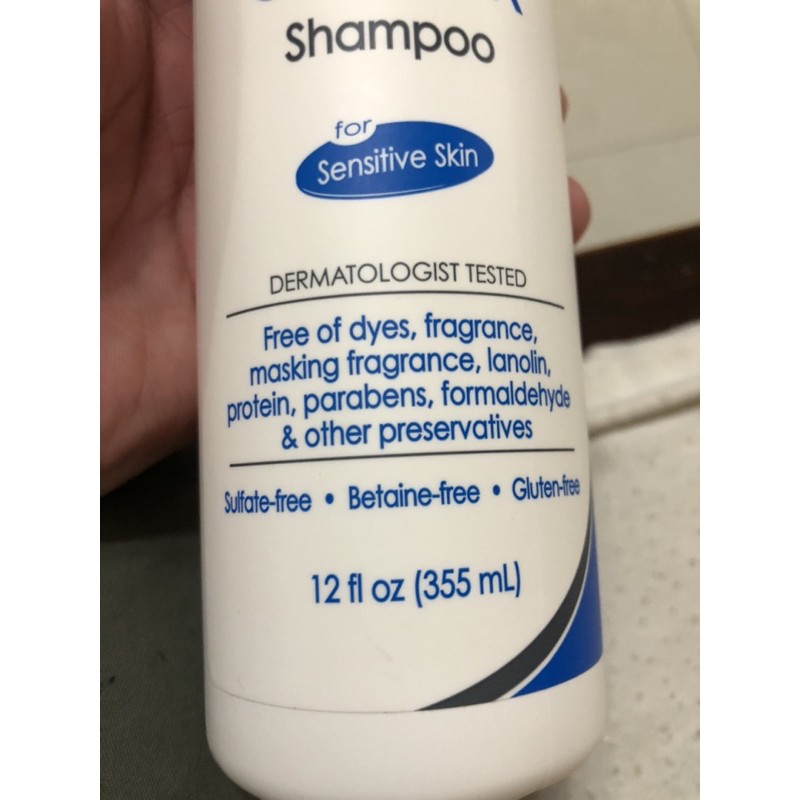 Shampoo
for
Sensitive Skin
DERMATOLOGIST TESTED
Free of dyes, fragrance,
masking fragrance, lanolin,
protein, parabens, formaldehyde
& other preservatives
Sulfate-free • Betaine-free • Gluten-free
12 fl oz (355 mL)